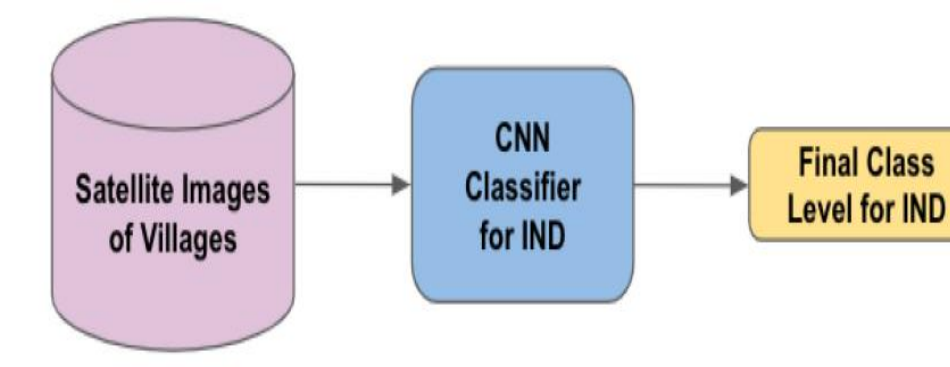 Satellite Images
of Villages
CNN
Classifier
for IND
Final Class
Level for IND